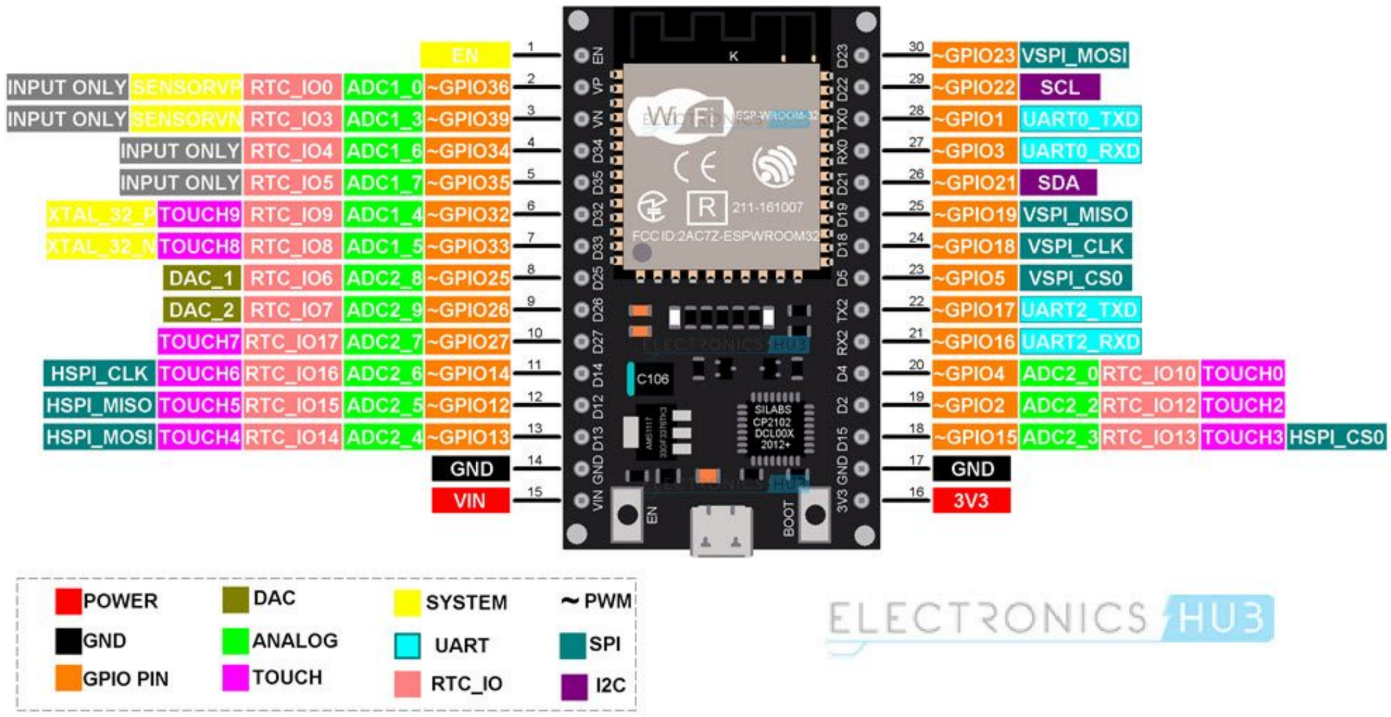 EN 1 EN D23 30 ~GPIO23 VSPI_MOSI
INPUT ONLY SENSORVP RTC_IO0 ADC1_0 ~GPIO36 2 VP D22 29 ~GPIO22 SCL
INPUT ONLY SENSORVN RTC_IO3 ADC1_3 ~GPIO39 3 VN TX0 28 ~GPIO1 UART0_TXD
INPUT ONLY RTC_IO4 ADC1_6 ~GPIO34 4 D34 RX0 27 ~GPIO3 UART0_RXD
INPUT ONLY RTC_IO5 ADC1_7 ~GPIO35 5 D35 D21 26 ~GPIO21 SDA
XTAL_32_P TOUCH9 RTC_IO9 ADC1_4 ~GPIO32 6 D32 D19 25 ~GPIO19 VSPI_MISO
XTAL_32_N TOUCH8 RTC_IO8 ADC1_5 ~GPIO33 7 D33 D18 24 ~GPIO18 VSPI_CLK
DAC_1 RTC_IO6 ADC2_8 ~GPIO25 8 D25 D5 23 ~GPIO5 VSPI_CS0
DAC_2 RTC_IO7 ADC2_9 ~GPIO26 9 D26 TX2 22 ~GPIO17 UART2_TXD
TOUCH7 RTC_IO17 ADC2_7 ~GPIO27 10 D27 RX2 21 ~GPIO16 UART2_RXD
HSPI_CLK TOUCH6 RTC_IO16 ADC2_6 ~GPIO14 11 D14 D4 20 ~GPIO4 ADC2_0 RTC_IO10 TOUCH0
HSPI_MISO TOUCH5 RTC_IO15 ADC2_5 ~GPIO12 12 D12 D2 19 ~GPIO2 ADC2_2 RTC_IO12 TOUCH2
HSPI_MOSI TOUCH4 RTC_IO14 ADC2_4 ~GPIO13 13 D13 D15 18 ~GPIO15 ADC2_3 RTC_IO13 TOUCH3 HSPI_CS0
GND 14 GND GND 17 GND
VIN 15 VIN 3V3 16 3V3
K
Wi Fi ESP-WROOM-32
CE
R 211-161007
FCC ID:2AC7Z-ESPWROOM32
ELECTRONICS HUB
C106
AMS1117
SILABS
CP2102
DCL00X
2012+
ELECTRONICS HUB
EN BOOT
POWER DAC SYSTEM ~ PWM
GND ANALOG UART SPI
GPIO PIN TOUCH RTC_IO I2C
ELECTRONICS HUB